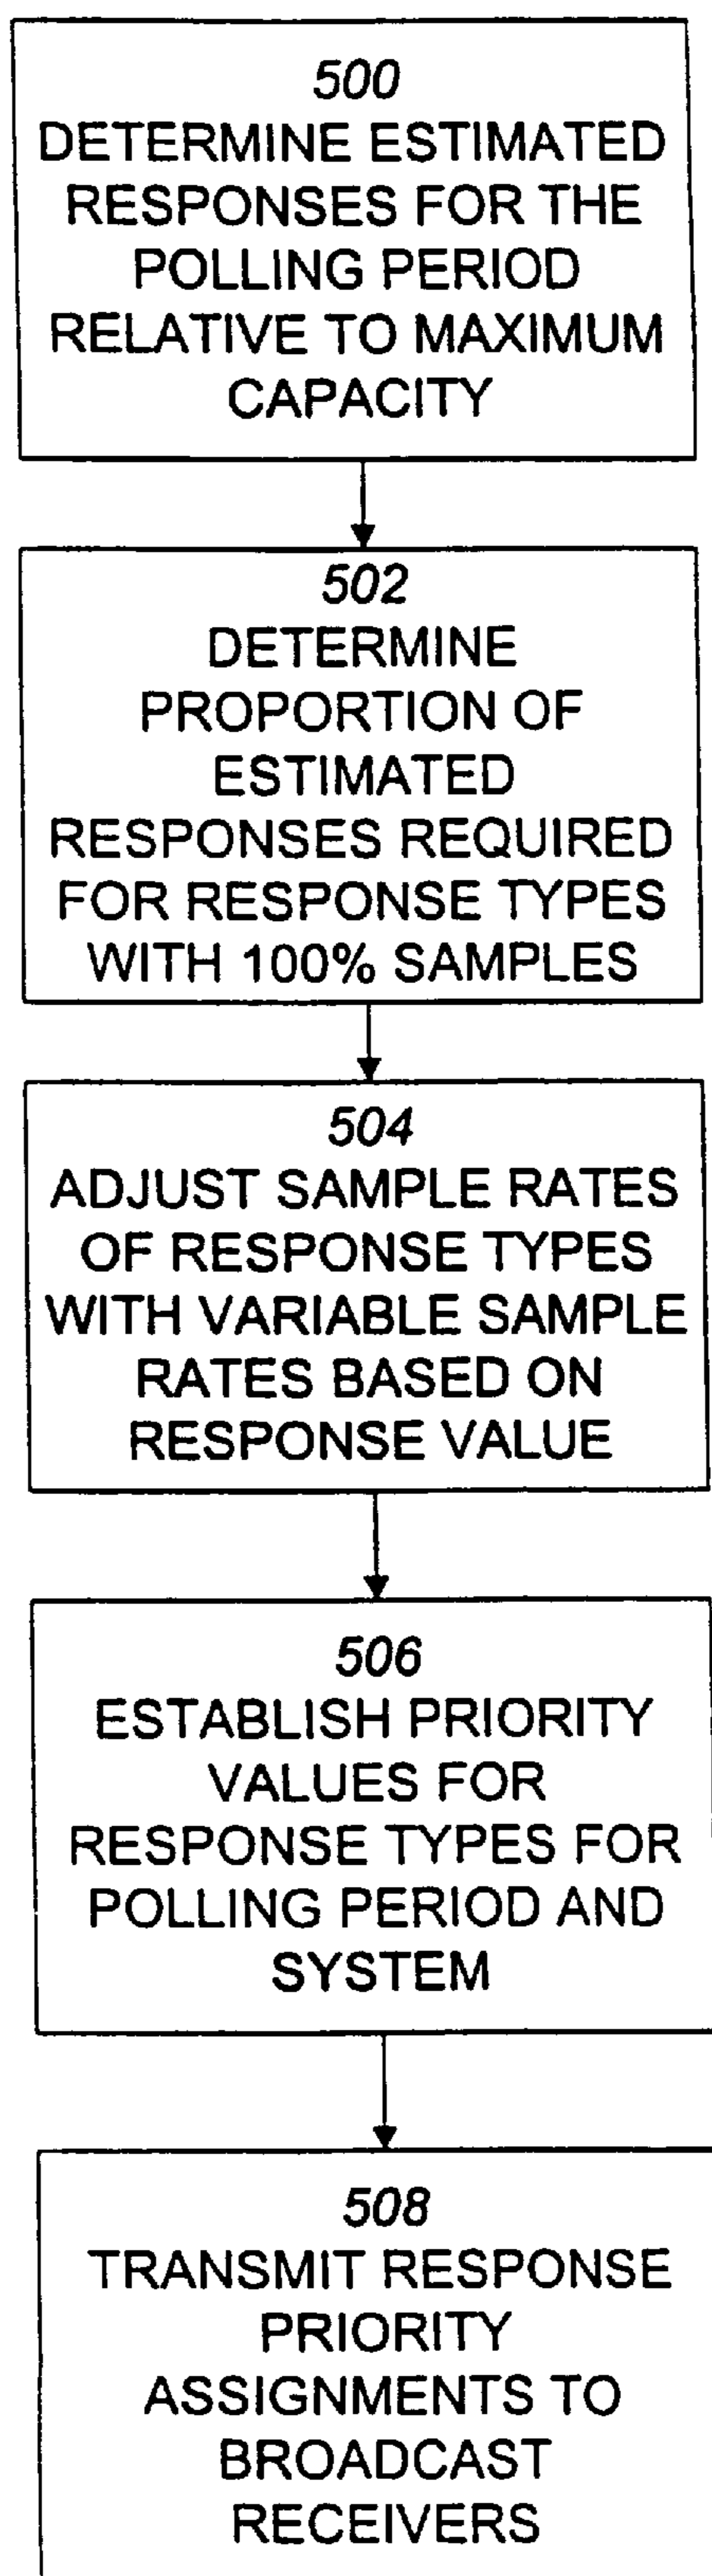 500
DETERMINE ESTIMATED
RESPONSES FOR THE
POLLING PERIOD
RELATIVE TO MAXIMUM
CAPACITY
502
DETERMINE
PROPORTION OF
ESTIMATED
RESPONSES REQUIRED
FOR RESPONSE TYPES
WITH 100% SAMPLES
504
ADJUST SAMPLE RATES
OF RESPONSE TYPES
WITH VARIABLE SAMPLE
RATES BASED ON
RESPONSE VALUE
506
ESTABLISH PRIORITY
VALUES FOR
RESPONSE TYPES FOR
POLLING PERIOD AND
SYSTEM
508
TRANSMIT RESPONSE
PRIORITY
ASSIGNMENTS TO
BROADCAST
RECEIVERS